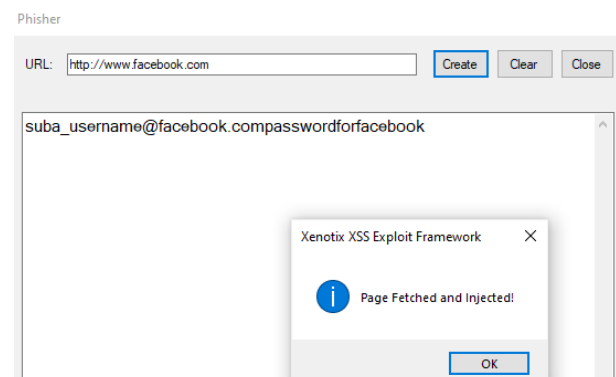 Phisher
URL: http://www.facebook.com Create Clear Close
suba_username@facebook.compasswordforfacebook
Xenotix XSS Exploit Framework
Page Fetched and Injected!
OK